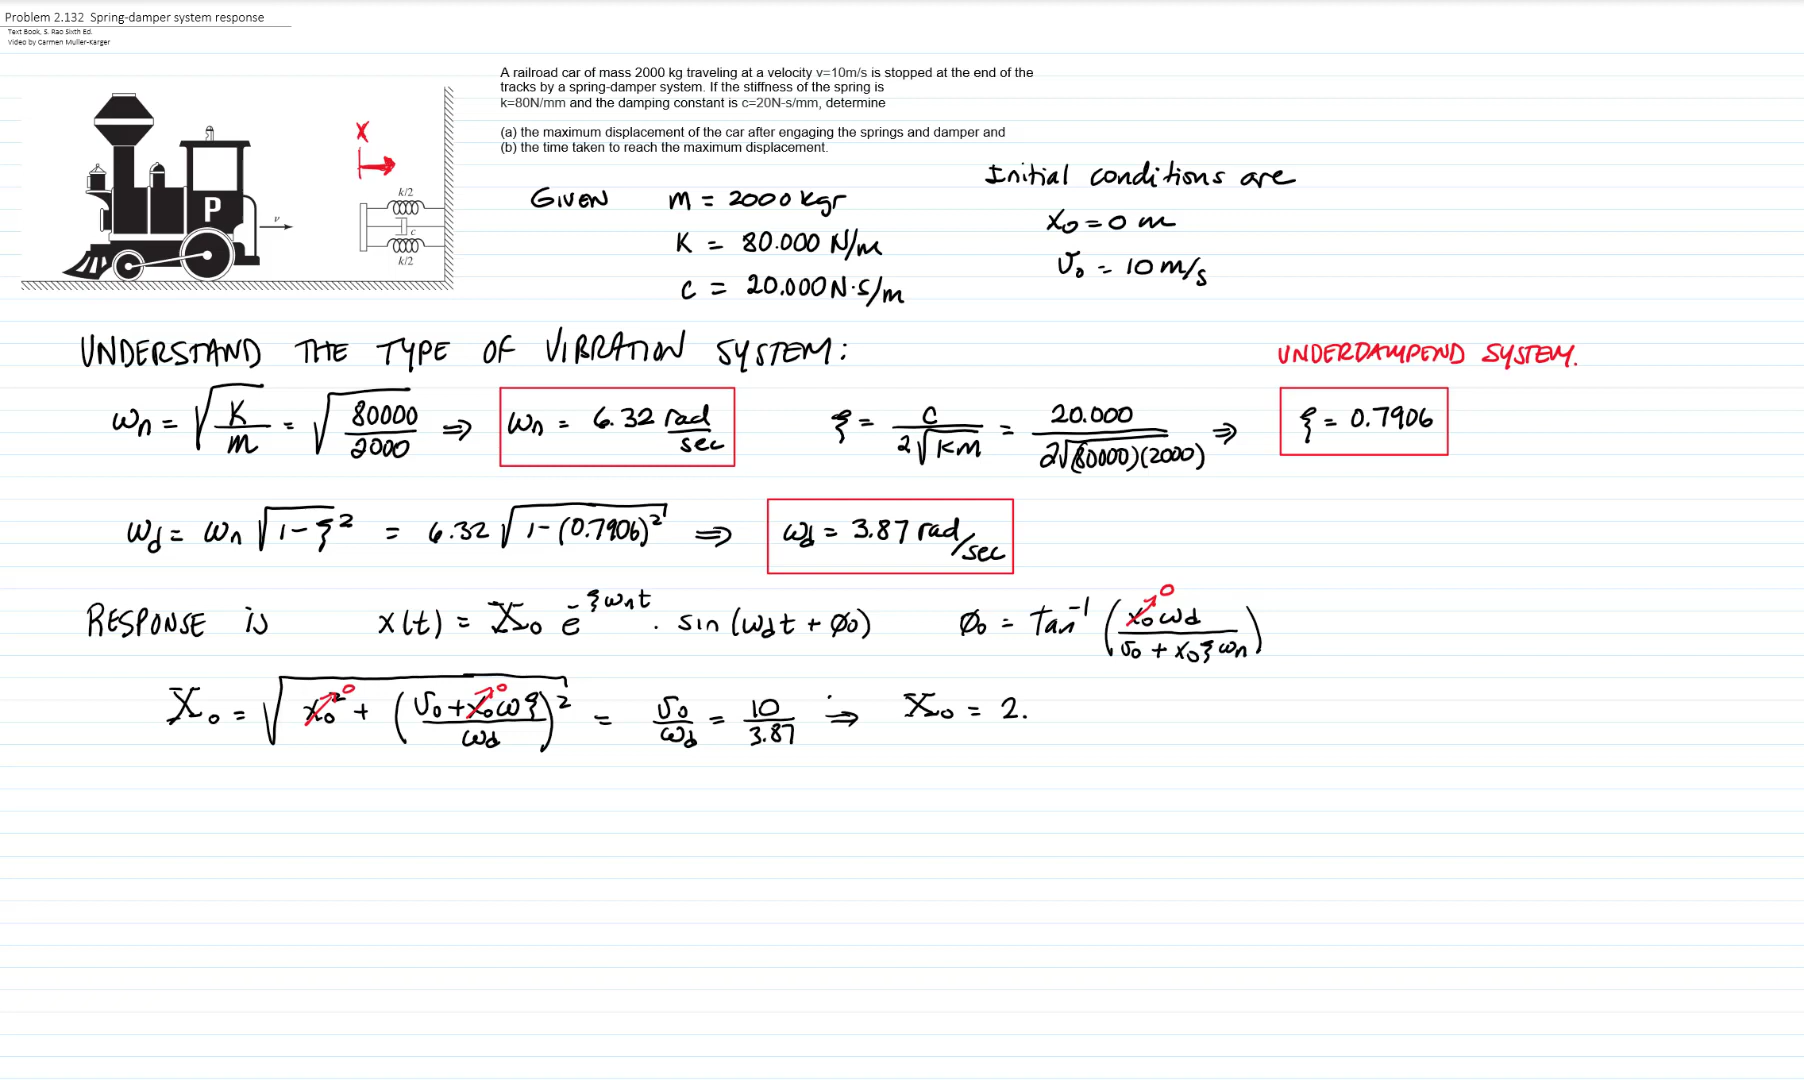 Problem 2.132 Spring-damper system response
Text Book, S. Rao Sixth Ed.
Video by Carmen Muller-Karger
A railroad car of mass 2000 kg traveling at a velocity v=10m/s is stopped at the end of the
tracks by a spring-damper system. If the stiffness of the spring is
k=80N/mm and the damping constant is c=20N-s/mm, determine
(a) the maximum displacement of the car after engaging the springs and damper and
(b) the time taken to reach the maximum displacement.
X
k/2
c
k/2
P
v
GIVEN m = 2000 kgr
K = 80.000 N/m
C = 20.000 N·S/m
Initial conditions are
x₀ = 0 m
v₀ = 10 m/s
UNDERSTAND THE TYPE OF VIBRATION SYSTEM:
UNDERDAMPEND SYSTEM.
ωn = √(K/m) = √(80000/2000) ⇒ ωn = 6.32 rad/sec
ξ = C/(2√KM) = 20.000/(2√(80000)(2000)) ⇒ ξ = 0.7906
ωd = ωn √(1-ξ²) = 6.32 √(1-(0.7906)²) ⇒ ωd = 3.87 rad/sec
RESPONSE is x(t) = X₀ e^(-ξωnt) · sin (ωdt + Ø₀) Ø₀ = Tan⁻¹ (x₀ωd/(v₀ + x₀ξωn)) 0
X₀ = √(x₀² + ((v₀+x₀ωξ)/ωd)²) = v₀/ωd = 10/3.87 ⇒ X₀ = 2. 0 0